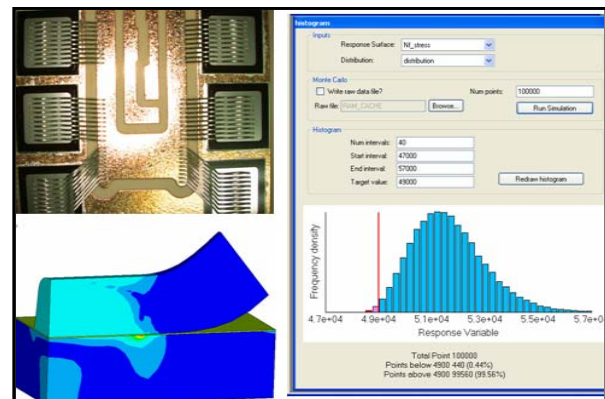 histogram
Inputs
Response Surface: Nf_stress
Distribution: distribution
Monte Carlo
Write raw data file? Num points: 100000
Raw file: RAM_CACHE Browse... Run Simulation
Histogram
Num intervals: 40
Start interval: 47000
End interval: 57000
Target value: 49000 Redraw histogram
Frequency density
4.7e+04 4.9e+04 5.1e+04 5.3e+04 5.5e+04 5.7e+0
Response Variable
Total Point 100000
Points below 4900 440 (0.44%)
Points above 4900 99560 (99.56%)